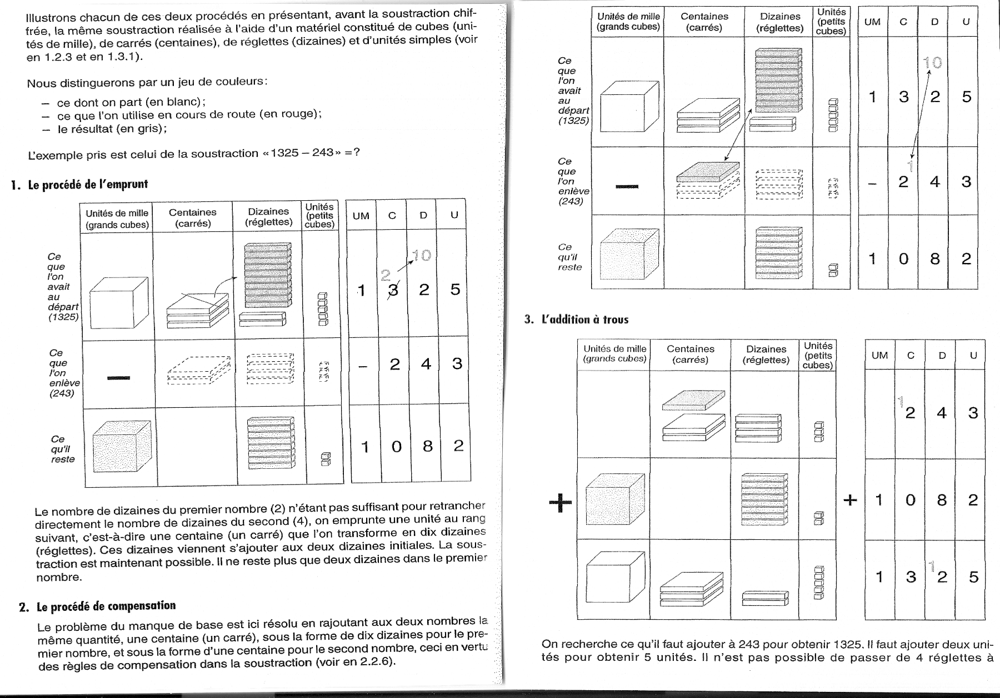 Illustrons chacun de ces deux procédés en présentant, avant la soustraction chif-
frée, la même soustraction réalisée à l'aide d'un matériel constitué de cubes (uni-
tés de mille), de carrés (centaines), de réglettes (dizaines) et d'unités simples (voir
en 1.2.3 et en 1.3.1).
Nous distinguerons par un jeu de couleurs:
– ce dont on part (en blanc);
– ce que l'on utilise en cours de route (en rouge);
– le résultat (en gris);
L'exemple pris est celui de la soustraction « 1325 – 243 » = ?
1. Le procédé de l'emprunt
Unités de mille
(grands cubes)
Centaines
(carrés)
Dizaines
(réglettes)
Unités
(petits
cubes)
UM C D U
Ce
que
l'on
avait
au
départ
(1325)
10
2
1 3 2 5
Ce
que
l'on
enlève
(243)
–
– 2 4 3
Ce
qu'il
reste
1 0 8 2
Le nombre de dizaines du premier nombre (2) n'étant pas suffisant pour retrancher
directement le nombre de dizaines du second (4), on emprunte une unité au rang
suivant, c'est-à-dire une centaine (un carré) que l'on transforme en dix dizaines
(réglettes). Ces dizaines viennent s'ajouter aux deux dizaines initiales. La sous-
traction est maintenant possible. Il ne reste plus que deux dizaines dans le premier
nombre.
2. Le procédé de compensation
Le problème du manque de base est ici résolu en rajoutant aux deux nombres la
même quantité, une centaine (un carré), sous la forme de dix dizaines pour le pre-
mier nombre, et sous la forme d'une centaine pour le second nombre, ceci en vertu
des règles de compensation dans la soustraction (voir en 2.2.6).
Unités de mille
(grands cubes)
Centaines
(carrés)
Dizaines
(réglettes)
Unités
(petits
cubes)
UM C D U
Ce
que
l'on
avait
au
départ
(1325)
10
1 3 2 5
Ce
que
l'on
enlève
(243)
–
1
– 2 4 3
Ce
qu'il
reste
1 0 8 2
3. L'addition à trous
Unités de mille
(grands cubes)
Centaines
(carrés)
Dizaines
(réglettes)
Unités
(petits
cubes)
UM C D U
1
2 4 3
+
+ 1 0 8 2
1
1 3 2 5
On recherche ce qu'il faut ajouter à 243 pour obtenir 1325. Il faut ajouter deux uni-
tés pour obtenir 5 unités. Il n'est pas possible de passer de 4 réglettes à